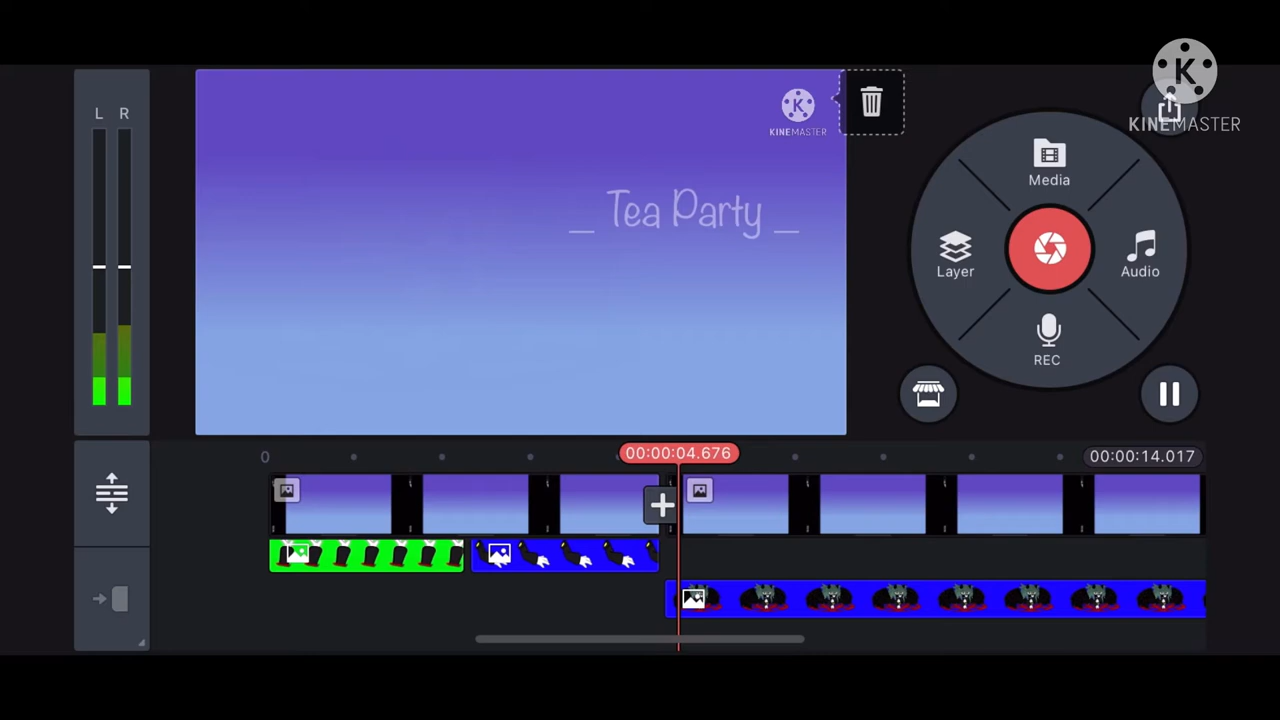 L R
KINEMASTER
_ Tea Party _
Media
KINEMASTER
Layer
Audio
REC
0
00:00:04.676
00:00:14.017